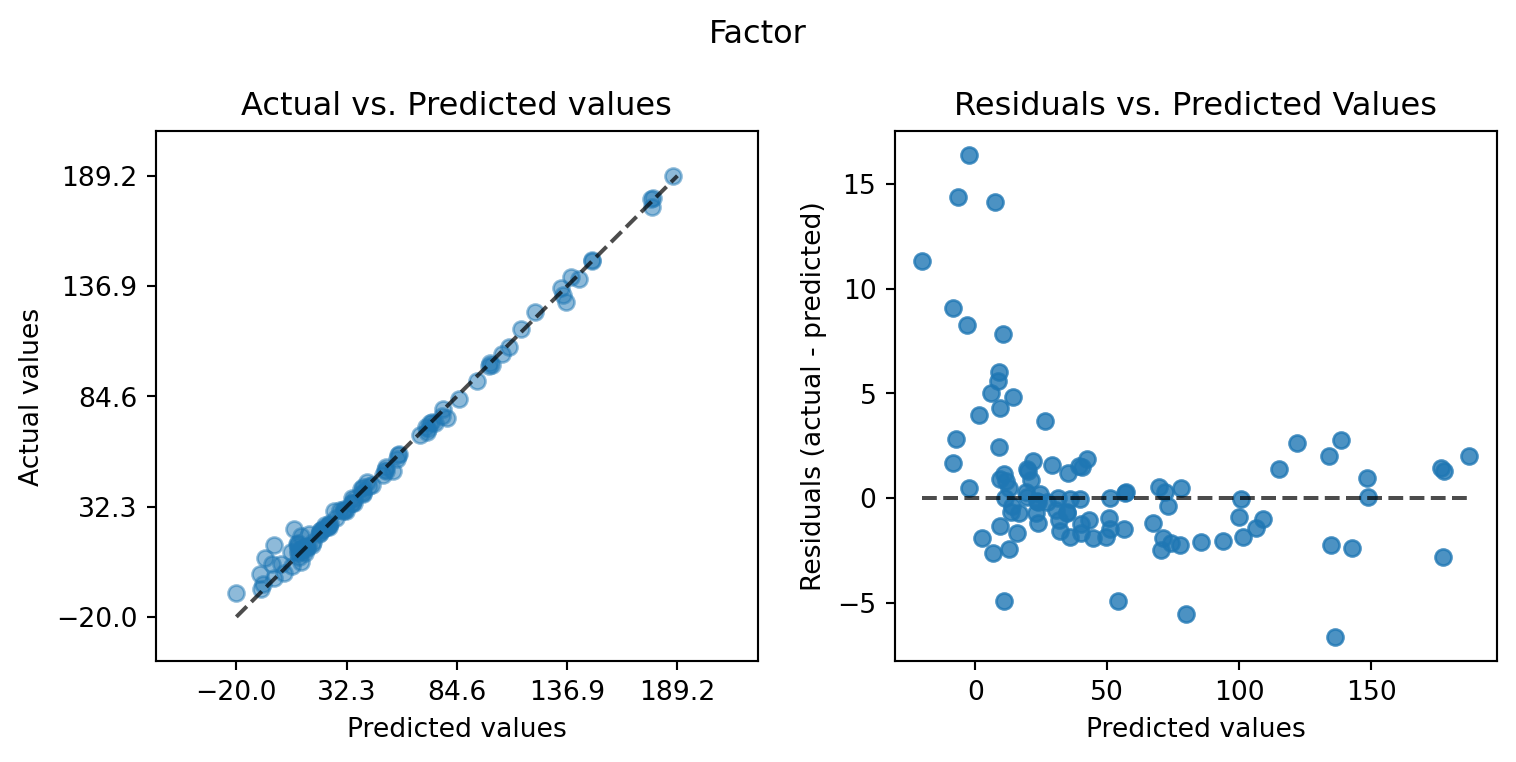 Factor
Actual vs. Predicted values
Actual values
189.2
136.9
84.6
32.3
−20.0
−20.0 32.3 84.6 136.9 189.2
Predicted values
Residuals vs. Predicted Values
Residuals (actual - predicted)
15
10
5
0
−5
0 50 100 150
Predicted values